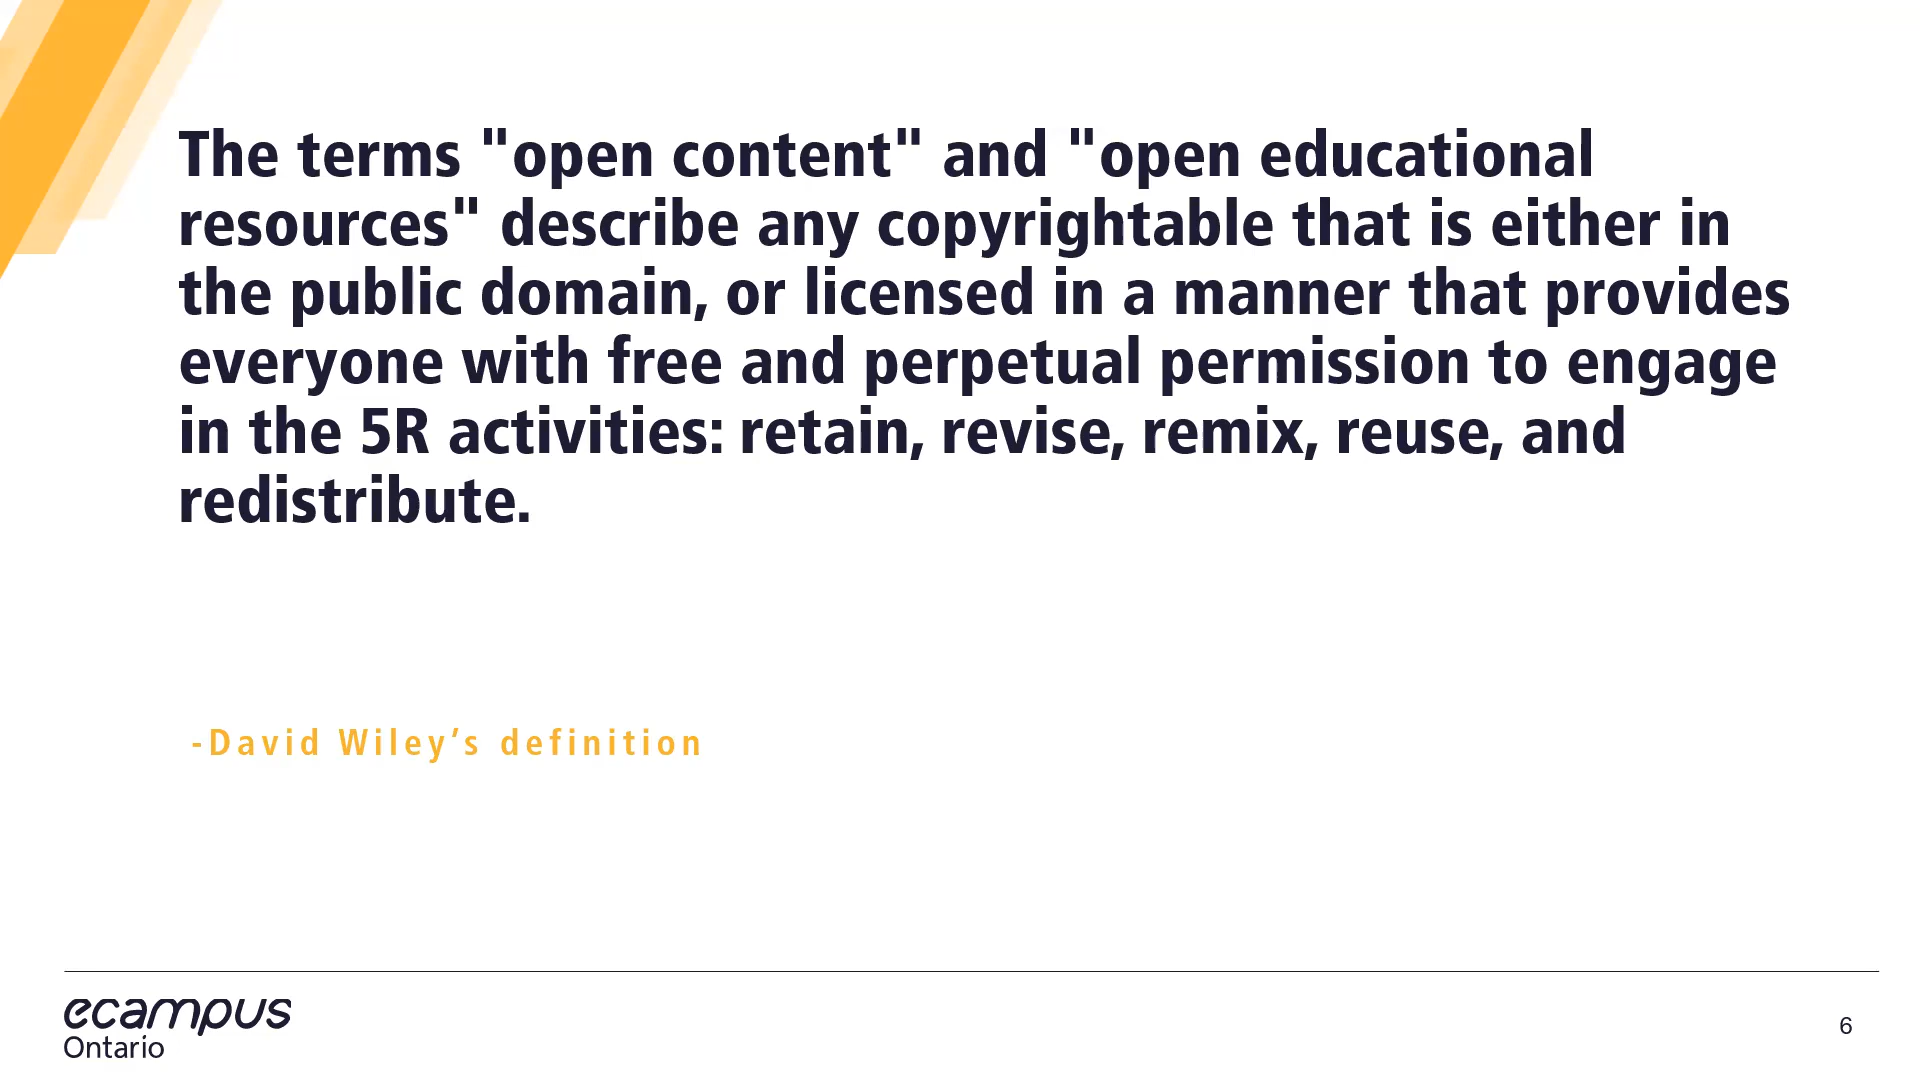 The terms "open content" and "open educational
resources" describe any copyrightable that is either in
the public domain, or licensed in a manner that provides
everyone with free and perpetual permission to engage
in the 5R activities: retain, revise, remix, reuse, and
redistribute.
-David Wiley’s definition
ecampus
Ontario
6